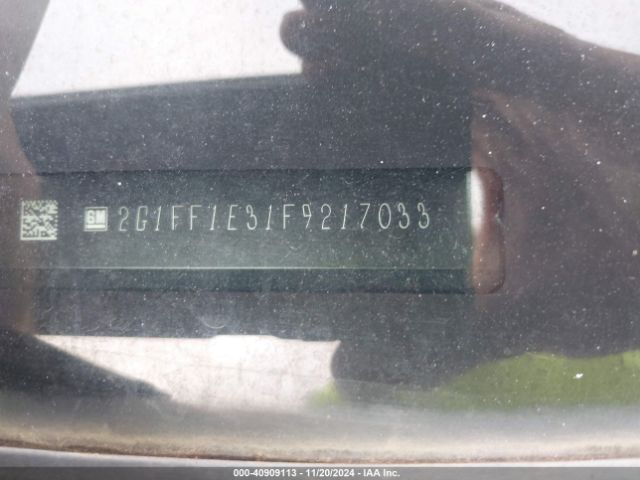 GM 2G1FF1E31F9217033
000-40909113 - 11/20/2024 - IAA Inc.